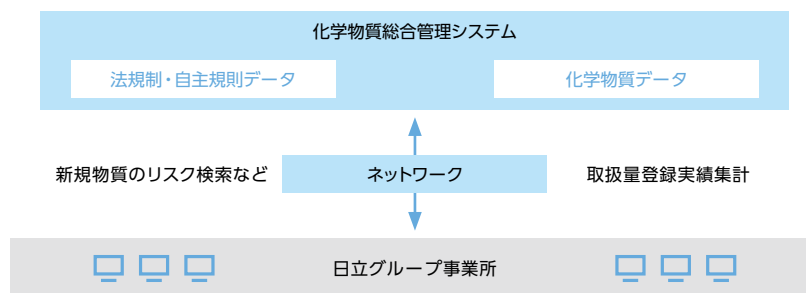 化学物質総合管理システム
法規制・自主規則データ
化学物質データ
新規物質のリスク検索など
ネットワーク
取扱量登録実績集計
日立グループ事業所